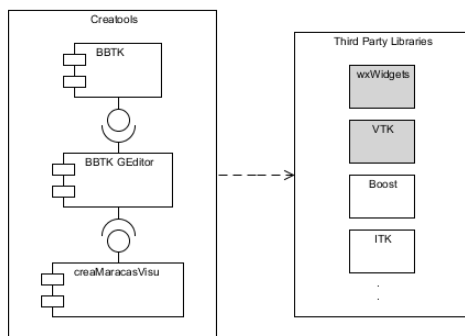 Creatools
BBTK
BBTK GEditor
creaMaracasVisu
Third Party Libraries
wxWidgets
VTK
Boost
ITK
.
.